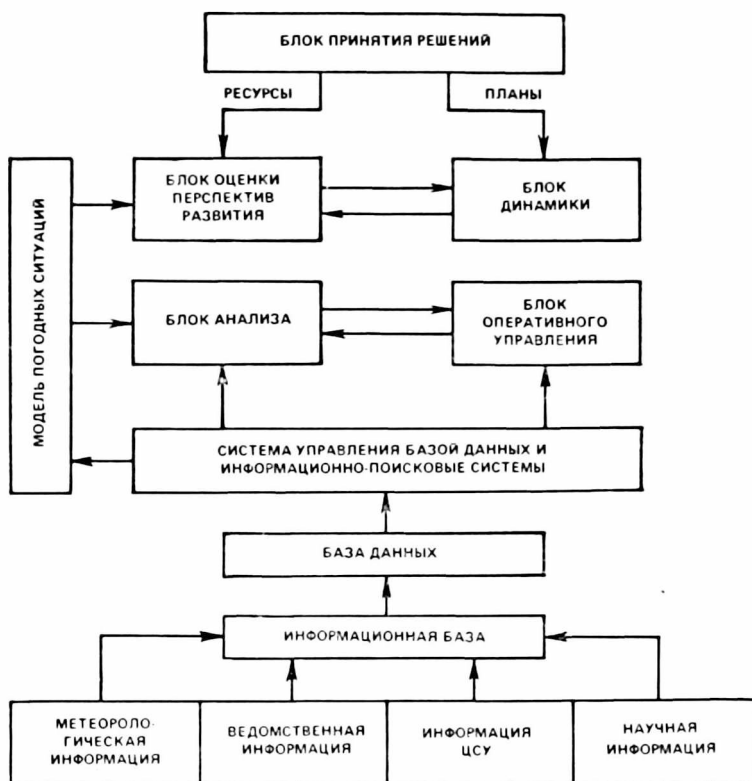 БЛОК ПРИНЯТИЯ РЕШЕНИЙ
РЕСУРСЫ
ПЛАНЫ
БЛОК ОЦЕНКИ
ПЕРСПЕКТИВ
РАЗВИТИЯ
БЛОК
ДИНАМИКИ
МОДЕЛЬ ПОГОДНЫХ СИТУАЦИЙ
БЛОК АНАЛИЗА
БЛОК
ОПЕРАТИВНОГО
УПРАВЛЕНИЯ
СИСТЕМА УПРАВЛЕНИЯ БАЗОЙ ДАННЫХ И
ИНФОРМАЦИОННО-ПОИСКОВЫЕ СИСТЕМЫ
БАЗА ДАННЫХ
ИНФОРМАЦИОННАЯ БАЗА
МЕТЕОРОЛО-
ГИЧЕСКАЯ
ИНФОРМАЦИЯ
ВЕДОМСТВЕННАЯ
ИНФОРМАЦИЯ
ИНФОРМАЦИЯ
ЦСУ
НАУЧНАЯ
ИНФОРМАЦИЯ